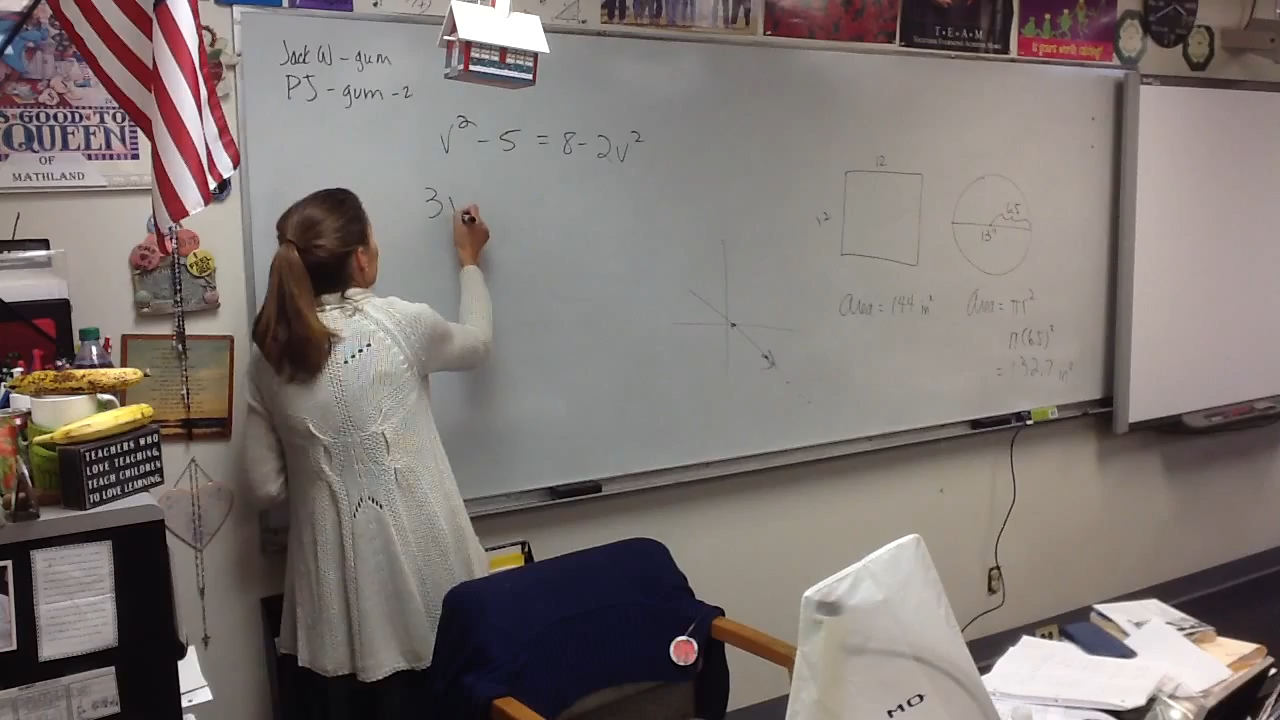 Jack W - gum
PJ - gum - 2
v² - 5 = 8 - 2v²
3v
12
12
6.5
13"
area = 144 in²
area = πr²
π(6.5)²
= 132.7 in²
S GOOD TO
QUEEN
OF
MATHLAND
TEACHERS WHO
LOVE TEACHING,
TEACH CHILDREN
TO LOVE LEARNING.
T•E•A•M
MO